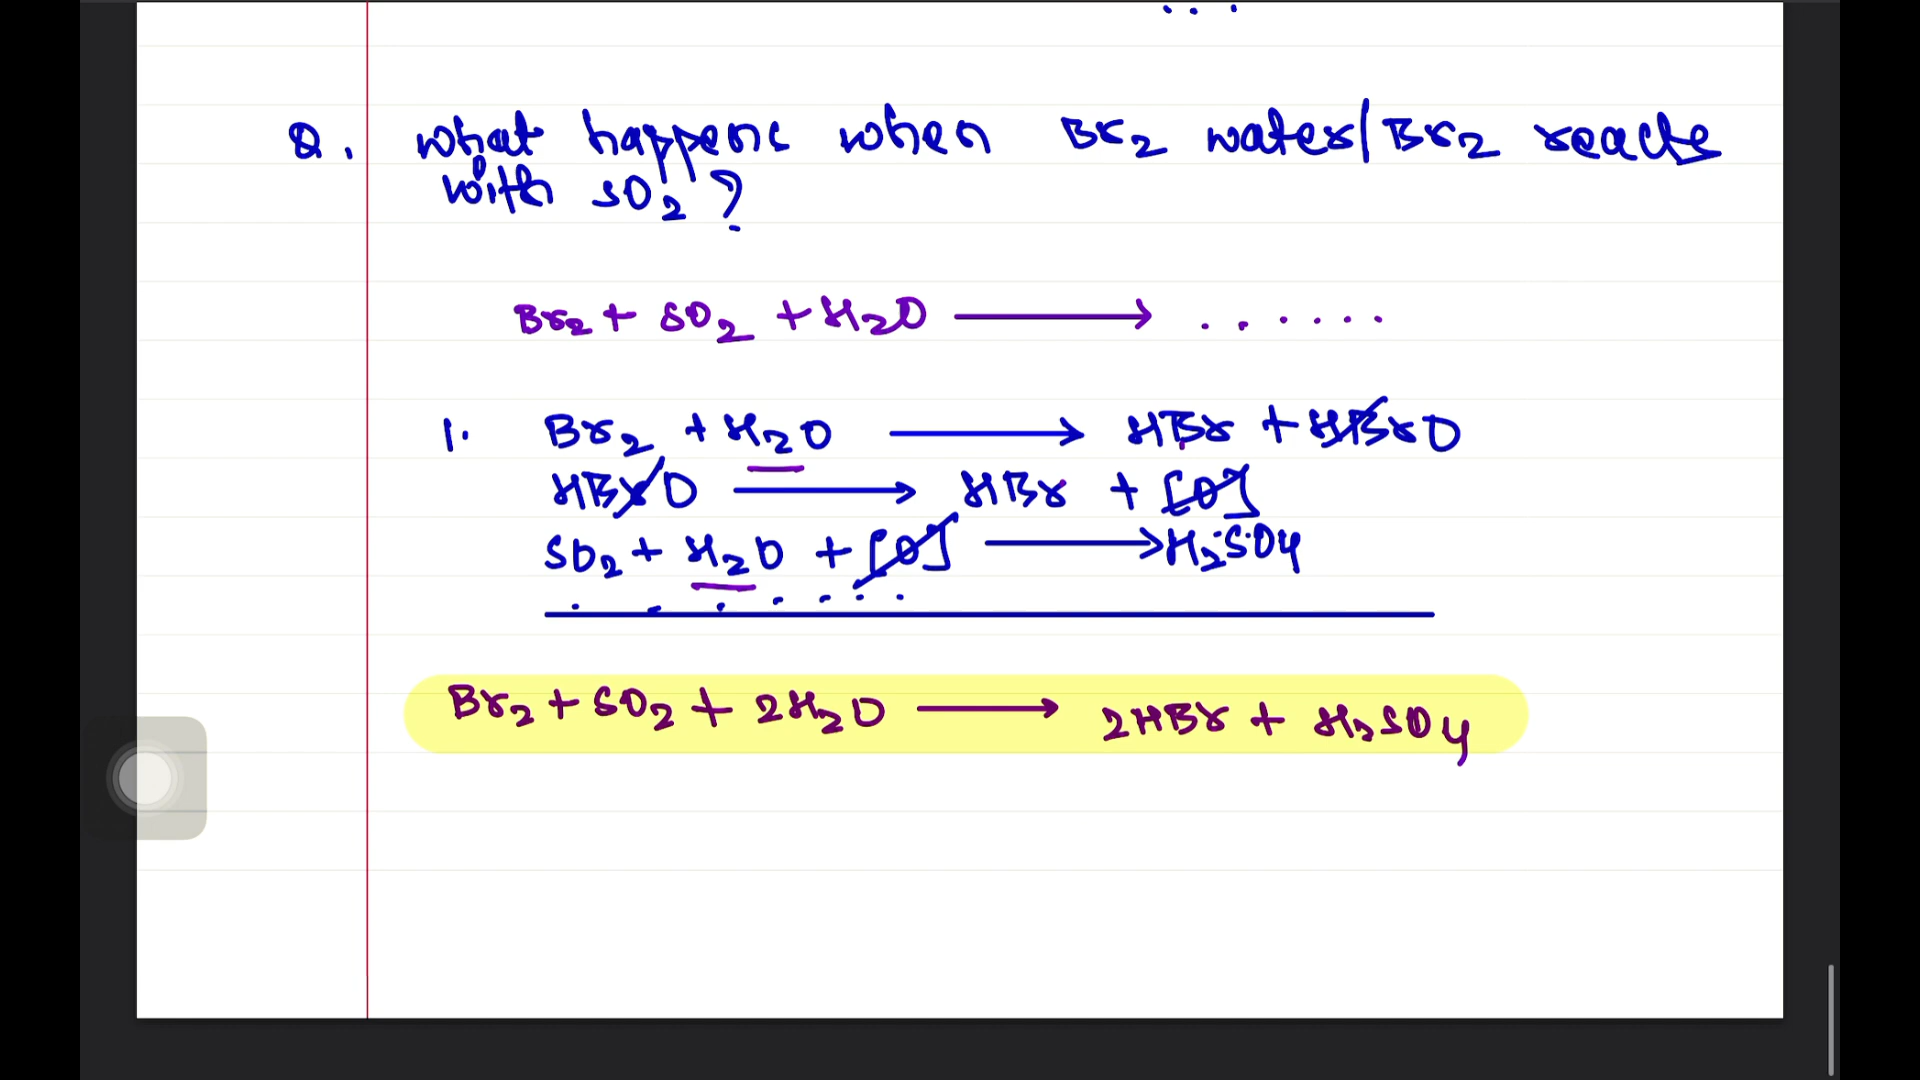 Q. What happens when Br2 water/Br2 reacts
with SO2?
Br2 + SO2 + H2O → ......
1. Br2 + H2O → HBr + HBrO
HBrO → HBr + [O]
SO2 + H2O + [O] → H2SO4
Br2 + SO2 + 2H2O → 2HBr + H2SO4